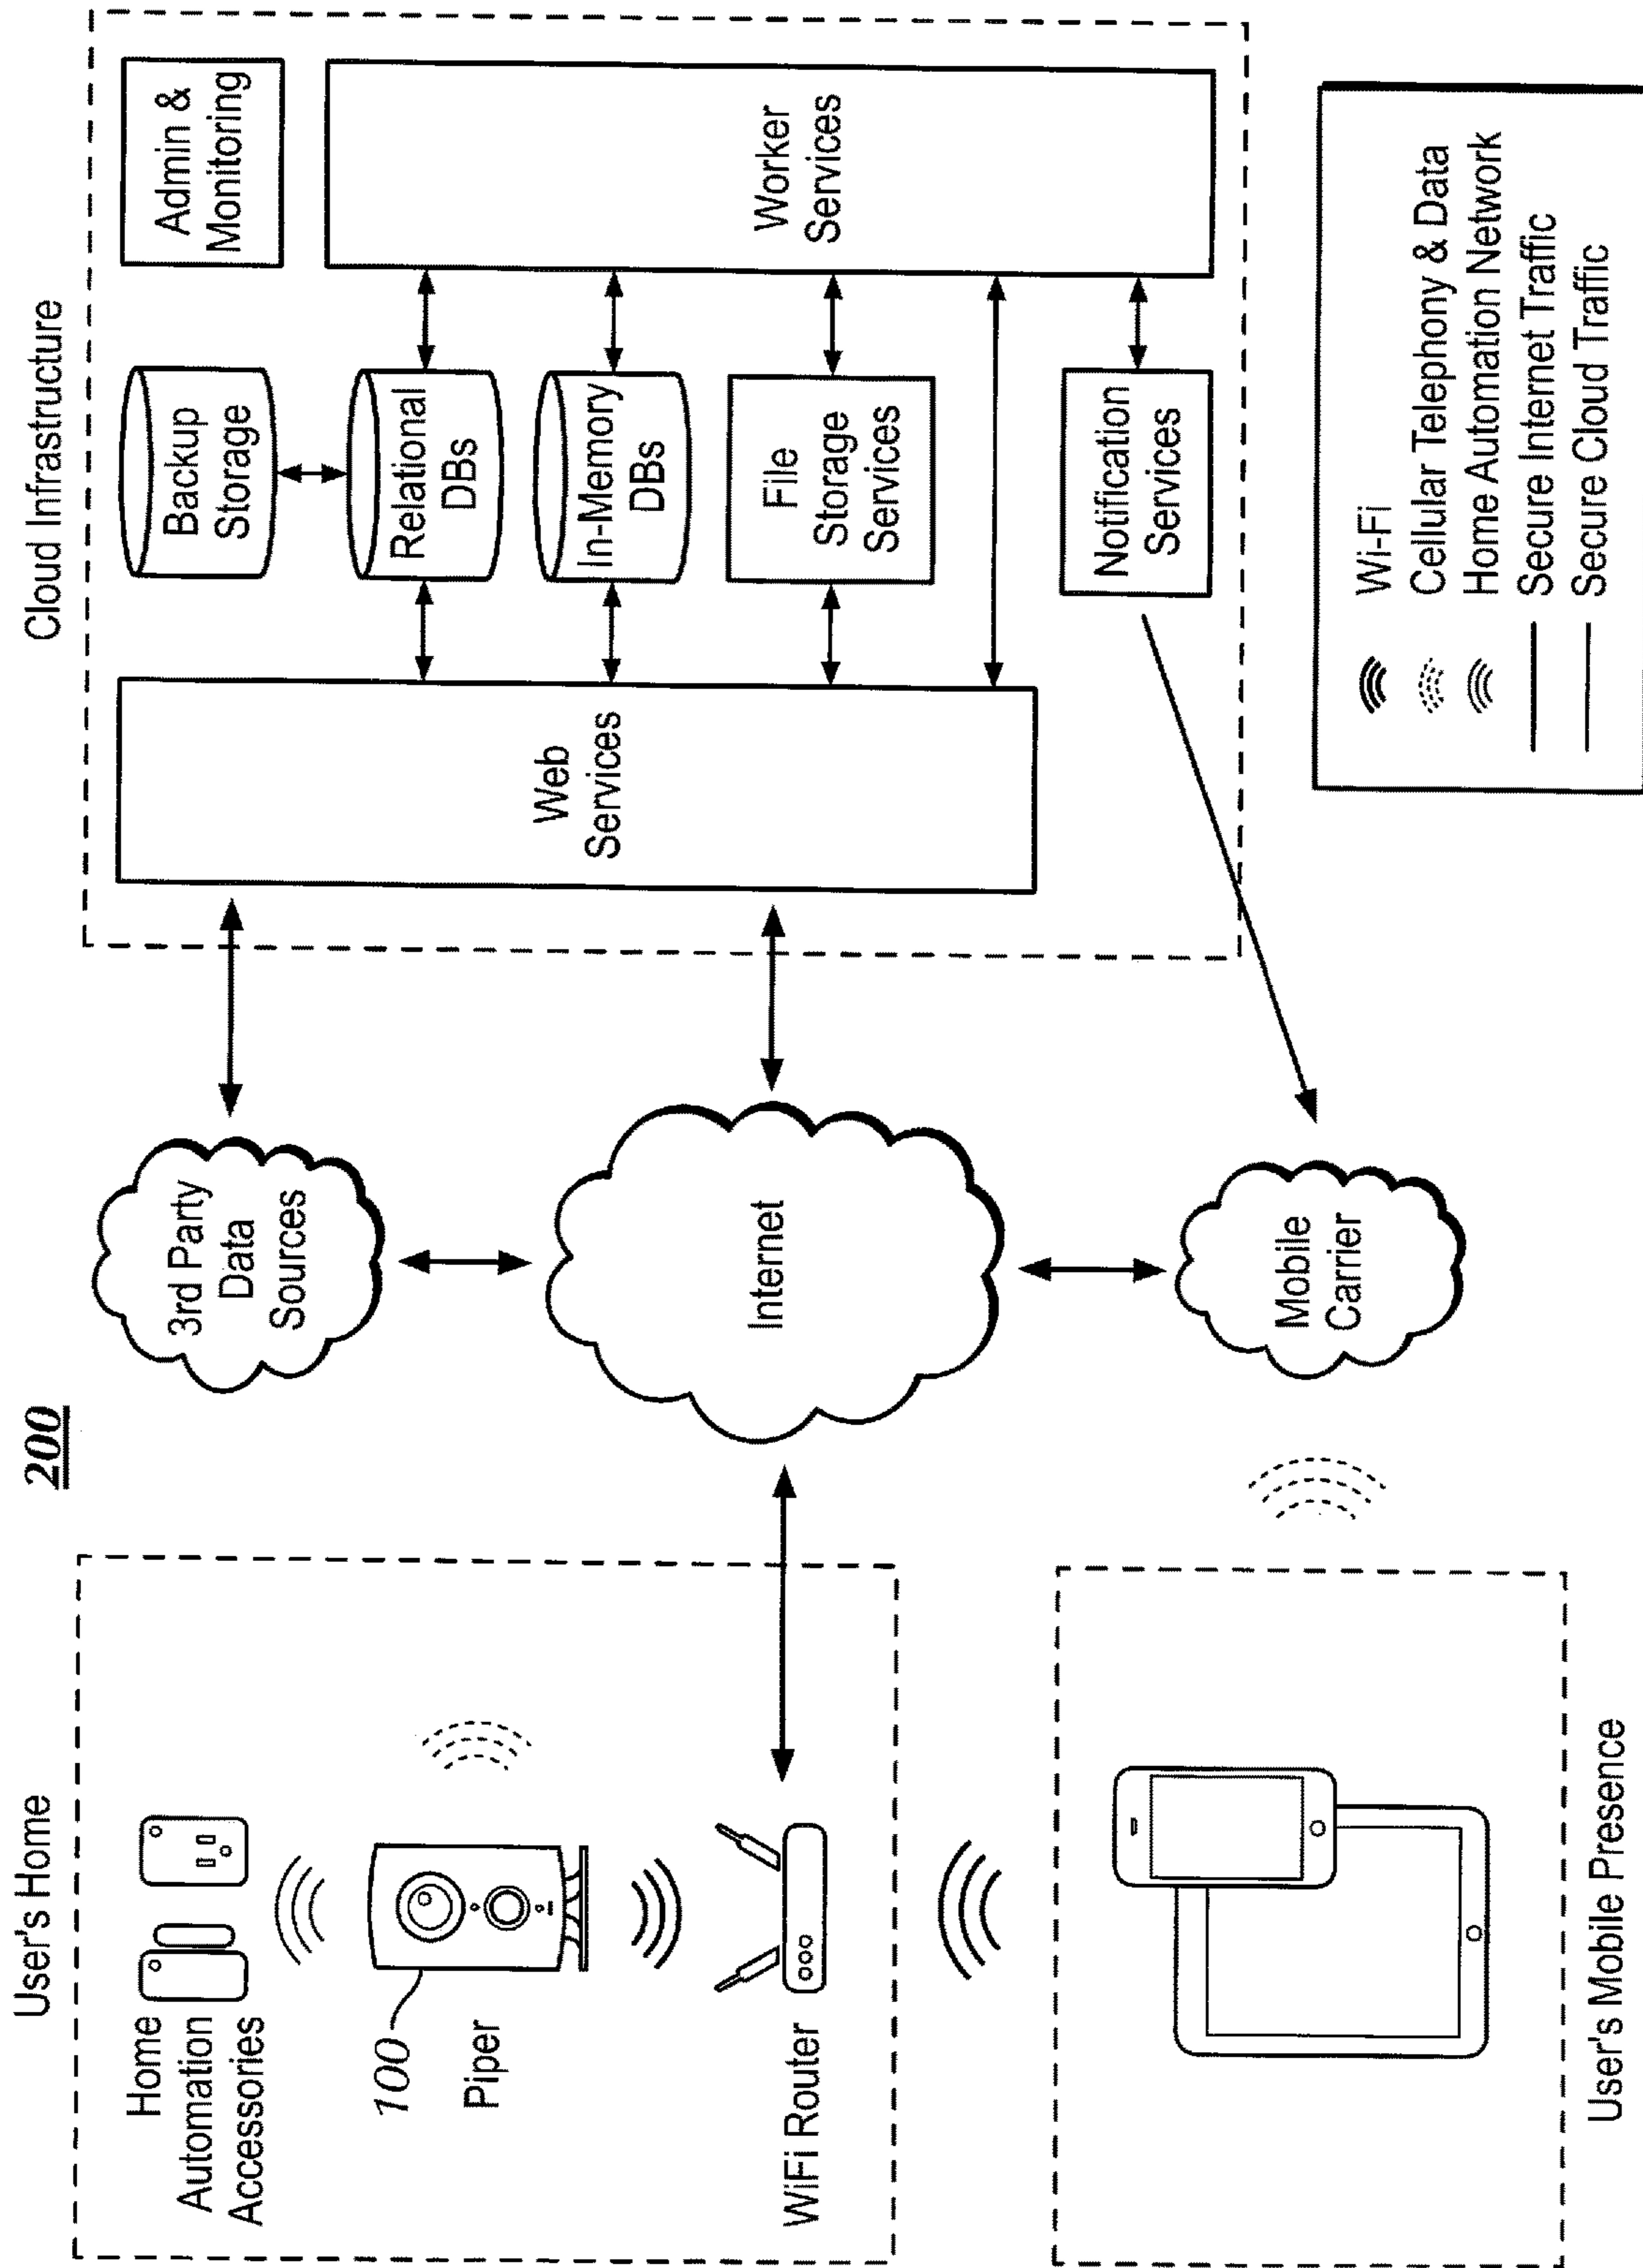 200
User's Home
Home
Automation
Accessories
100
Piper
WiFi Router
User's Mobile Presence
3rd Party
Data
Sources
Internet
Mobile
Carrier
Cloud Infrastructure
Web
Services
Backup
Storage
Relational
DBs
In-Memory
DBs
File
Storage
Services
Notification
Services
Admin &
Monitoring
Worker
Services
Wi-Fi
Cellular Telephony & Data
Home Automation Network
Secure Internet Traffic
Secure Cloud Traffic